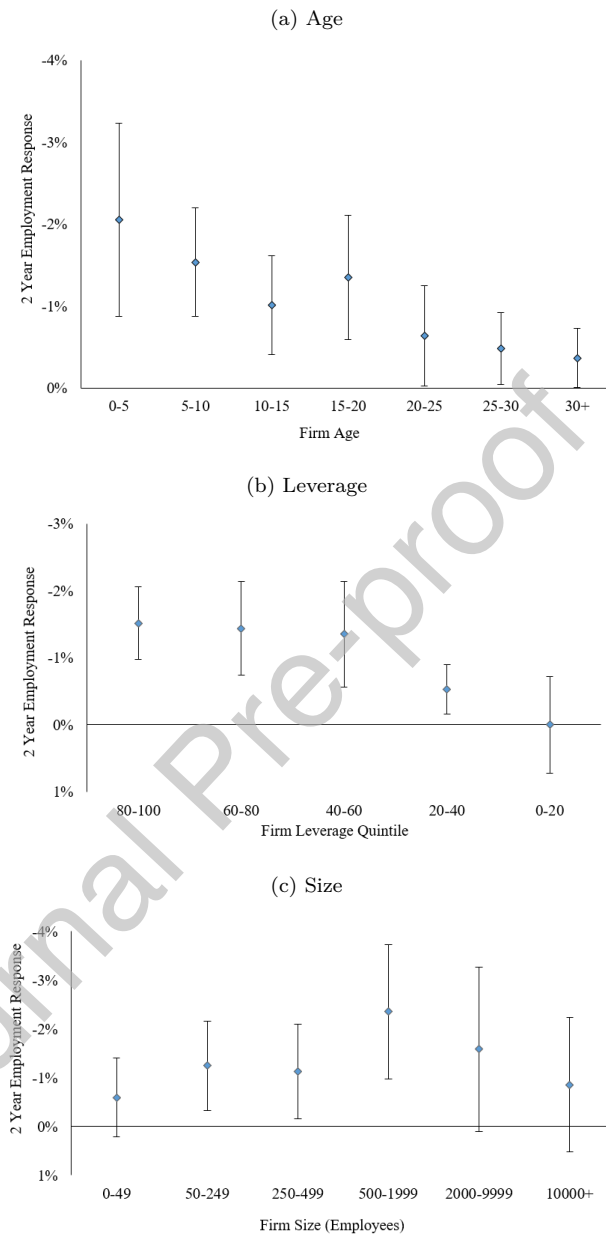 (a) Age
-4%
-3%
-2%
-1%
0%
2 Year Employment Response
0-5 5-10 10-15 15-20 20-25 25-30 30+
Firm Age
(b) Leverage
-3%
-2%
-1%
0%
1%
2 Year Employment Response
80-100 60-80 40-60 20-40 0-20
Firm Leverage Quintile
(c) Size
-4%
-3%
-2%
-1%
0%
1%
2 Year Employment Response
0-49 50-249 250-499 500-1999 2000-9999 10000+
Firm Size (Employees)
urnal Pre-proof